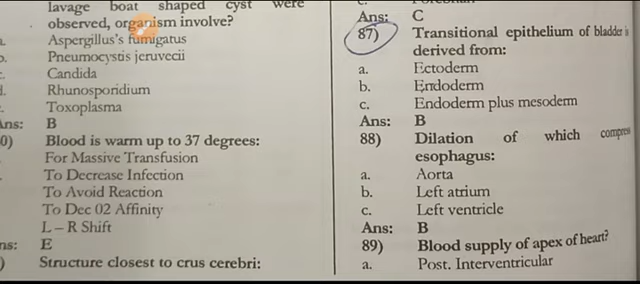 lavage boat shaped cyst were
observed, organism involve?
Aspergillus's fumigatus
Pneumocystis jeruvecii
Candida
Rhunosporidium
Toxoplasma
Ans: B
0) Blood is warm up to 37 degrees:
For Massive Transfusion
To Decrease Infection
To Avoid Reaction
To Dec 02 Affinity
L – R Shift
ns: E
) Structure closest to crus cerebri:
Ans: C
87) Transitional epithelium of bladder is
derived from:
a. Ectoderm
b. Endoderm
c. Endoderm plus mesoderm
Ans: B
88) Dilation of which compress
esophagus:
a. Aorta
b. Left atrium
c. Left ventricle
Ans: B
89) Blood supply of apex of heart?
a. Post. Interventricular